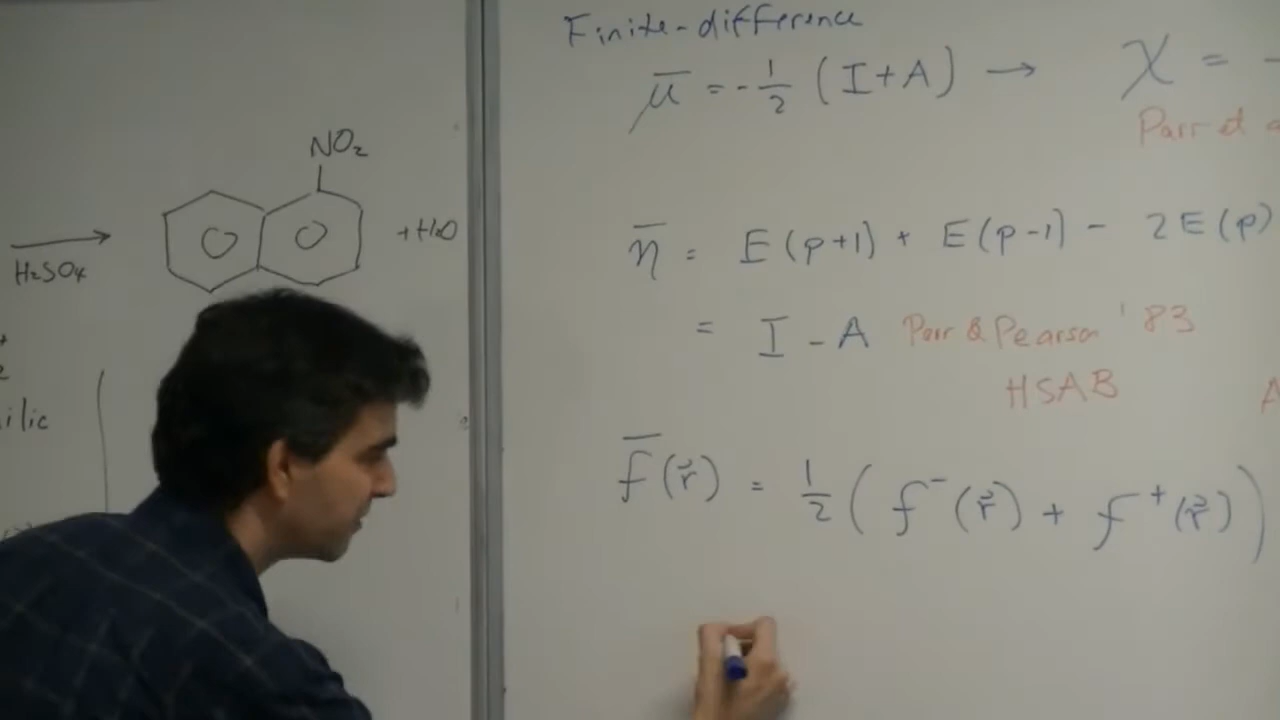 NO₂
+ H₂O
H₂SO₄
ilic
Finite-difference
μ̅ = -½ (I+A) → χ = -
Parr et
η̅ = E(p+1) + E(p-1) - 2E(p)
= I - A Parr & Pearson '83
HSAB A
f̅(r⃗) = ½ ( f⁻(r⃗) + f⁺(r⃗) )